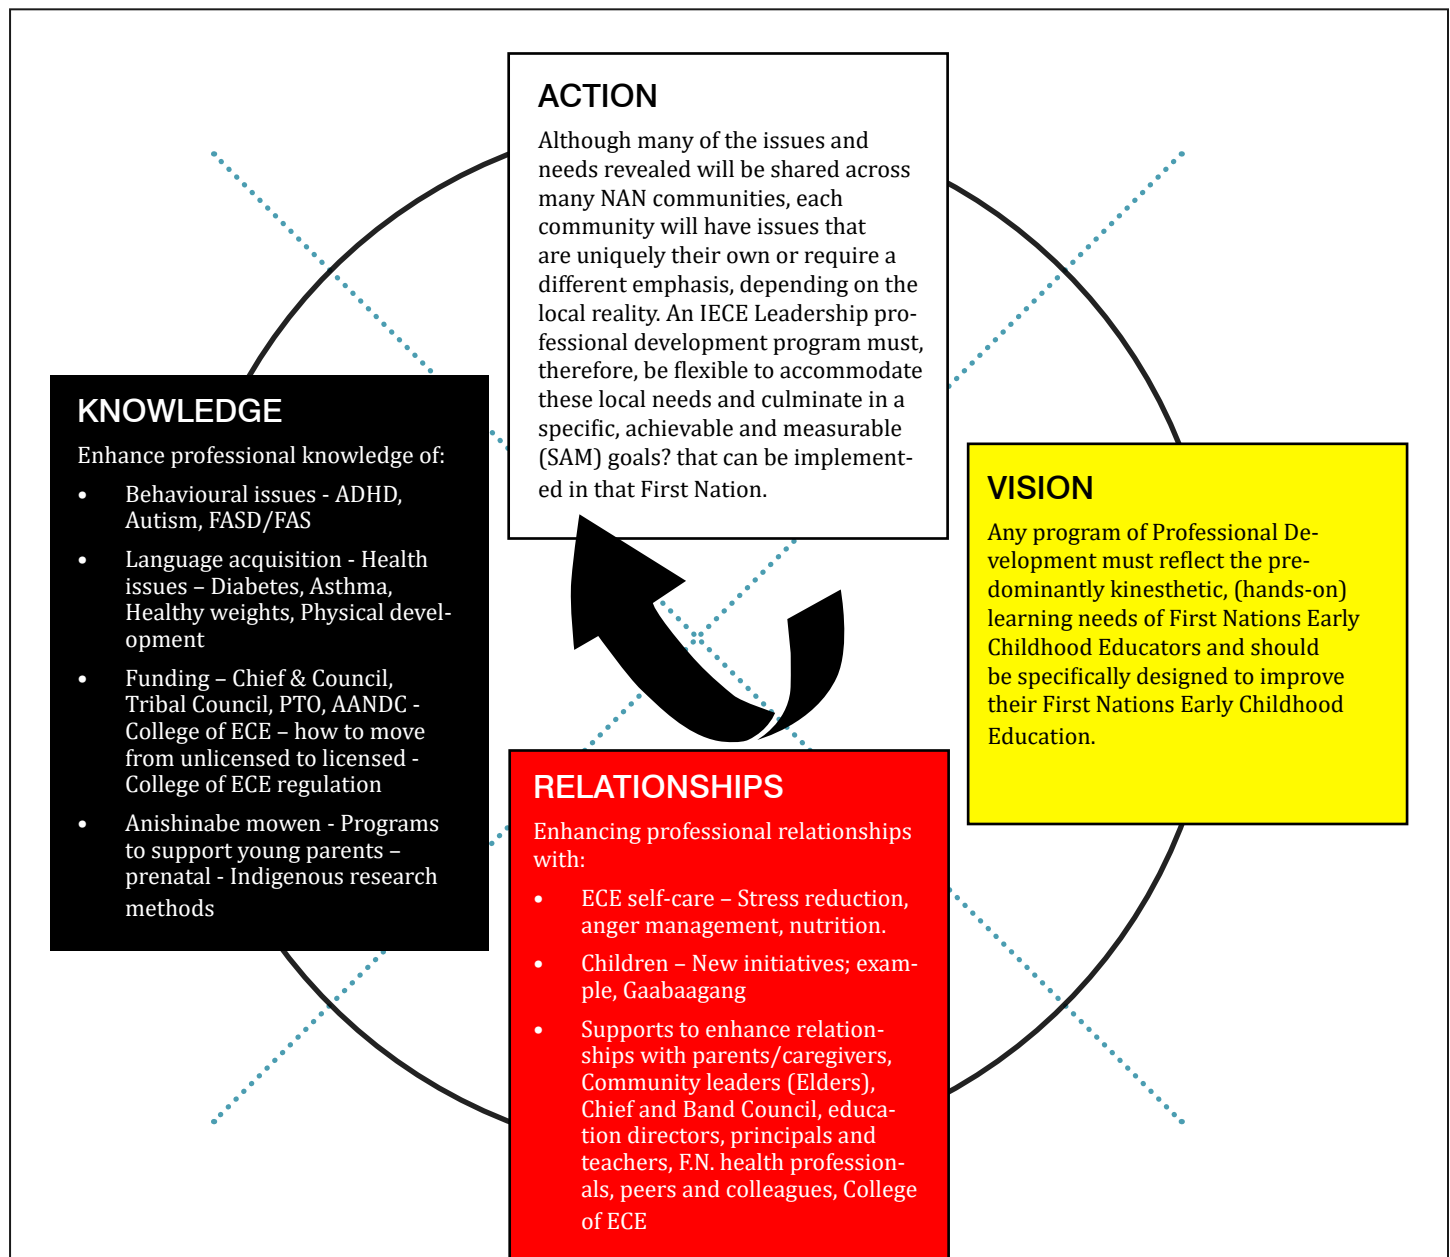 ACTION
Although many of the issues and
needs revealed will be shared across
many NAN communities, each
community will have issues that
are uniquely their own or require a
different emphasis, depending on the
local reality. An IECE Leadership pro-
fessional development program must,
therefore, be flexible to accommodate
these local needs and culminate in a
specific, achievable and measurable
(SAM) goals? that can be implement-
ed in that First Nation.
KNOWLEDGE
Enhance professional knowledge of:
• Behavioural issues - ADHD,
Autism, FASD/FAS
• Language acquisition - Health
issues – Diabetes, Asthma,
Healthy weights, Physical devel-
opment
• Funding – Chief & Council,
Tribal Council, PTO, AANDC -
College of ECE – how to move
from unlicensed to licensed -
College of ECE regulation
• Anishinabe mowen - Programs
to support young parents –
prenatal - Indigenous research
methods
VISION
Any program of Professional De-
velopment must reflect the pre-
dominantly kinesthetic, (hands-on)
learning needs of First Nations Early
Childhood Educators and should
be specifically designed to improve
their First Nations Early Childhood
Education.
RELATIONSHIPS
Enhancing professional relationships
with:
• ECE self-care – Stress reduction,
anger management, nutrition.
• Children – New initiatives; exam-
ple, Gaabaagang
• Supports to enhance relation-
ships with parents/caregivers,
Community leaders (Elders),
Chief and Band Council, educa-
tion directors, principals and
teachers, F.N. health profession-
als, peers and colleagues, College
of ECE